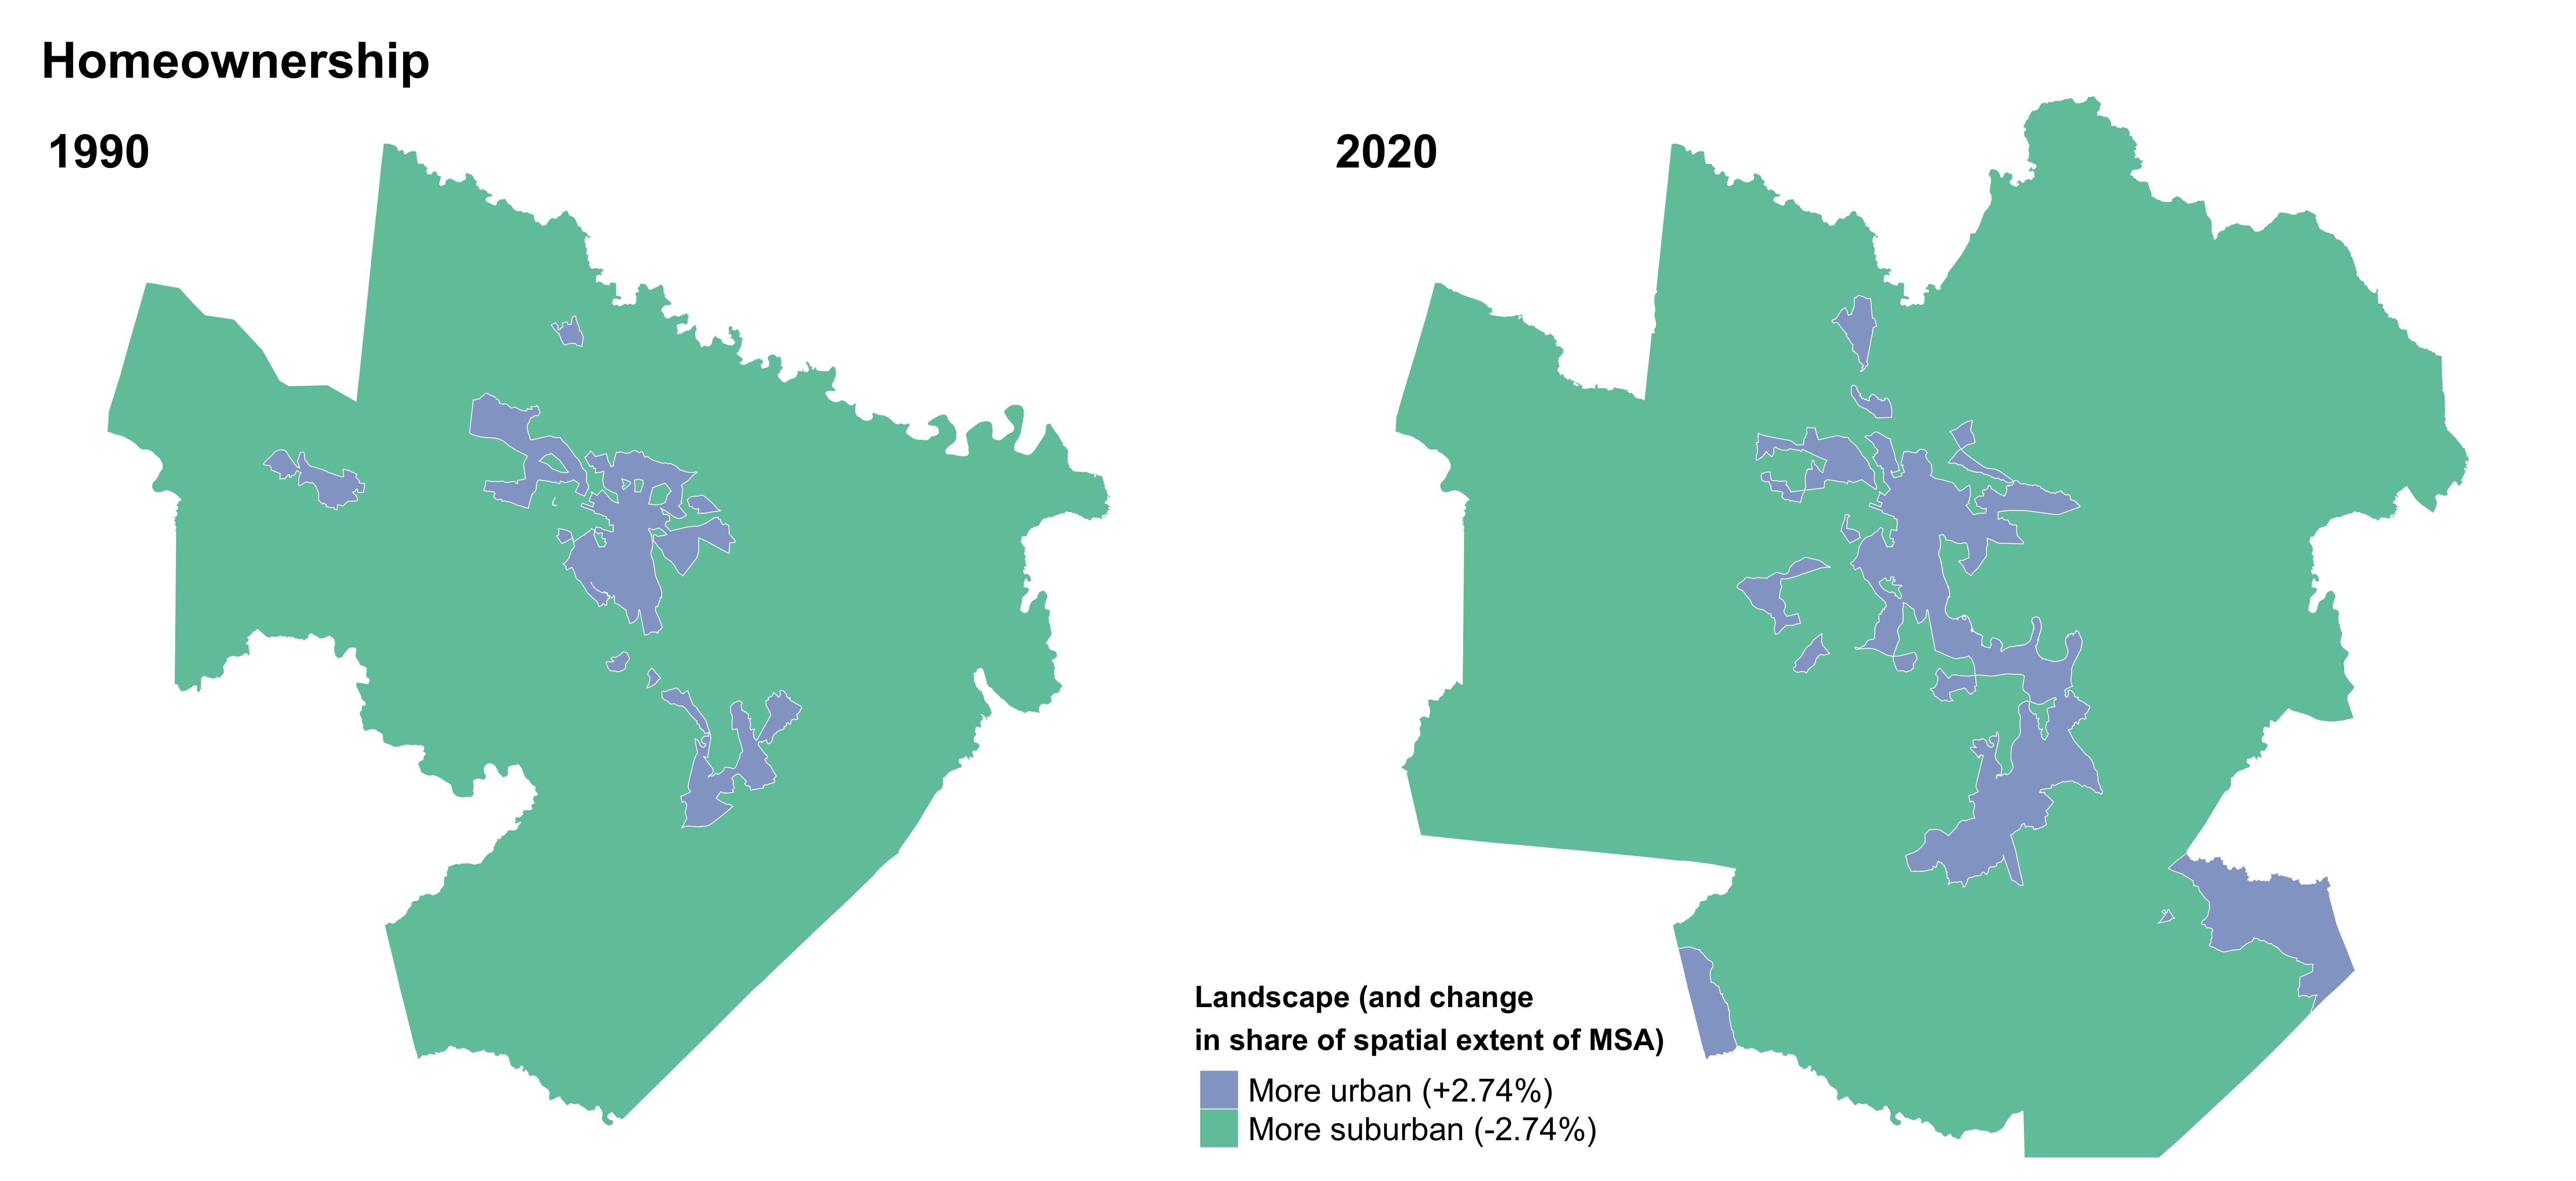 Homeownership
1990
2020
Landscape (and change
in share of spatial extent of MSA)
More urban (+2.74%)
More suburban (-2.74%)